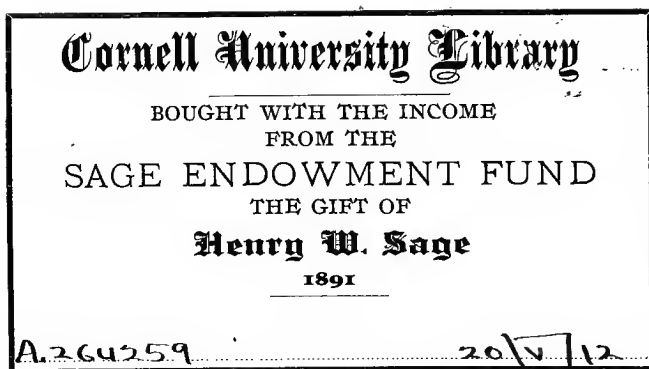 Cornell University Library
BOUGHT WITH THE INCOME
FROM THE
SAGE ENDOWMENT FUND
THE GIFT OF
Henry W. Sage
1891
A.264259 20/V/12